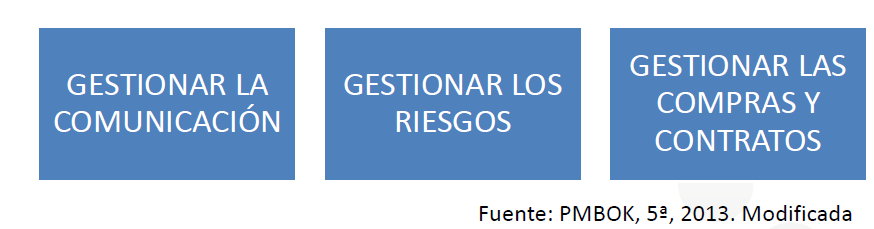 GESTIONAR LA
COMUNICACIÓN
GESTIONAR LOS
RIESGOS
GESTIONAR LAS
COMPRAS Y
CONTRATOS
Fuente: PMBOK, 5ª, 2013. Modificada